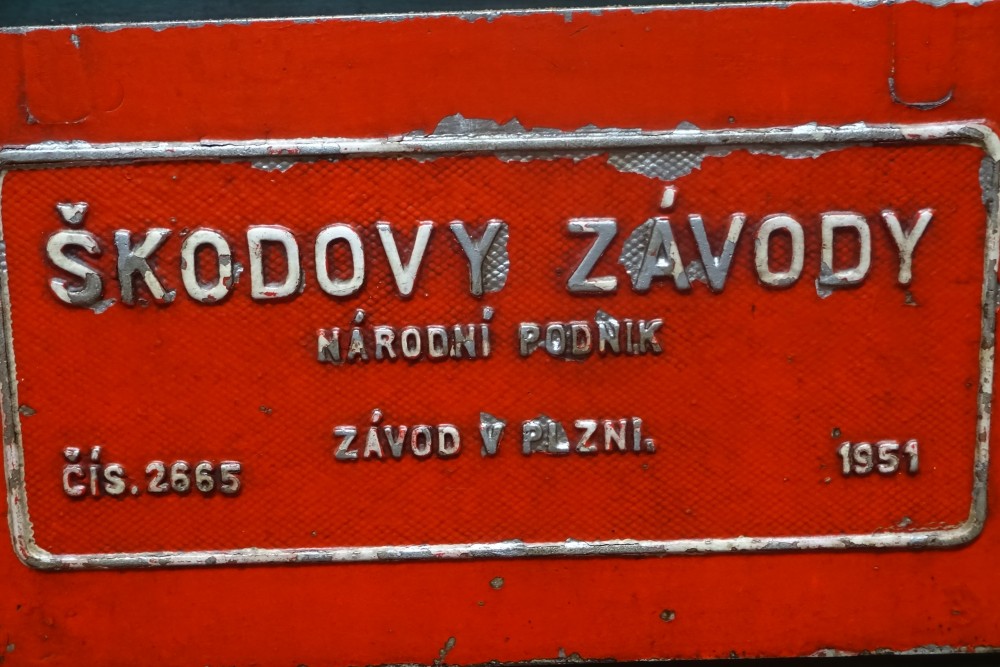 ŠKODOVY ZÁVODY
NÁRODNÍ PODNIK
ZÁVOD V PLZNI.
ČÍS. 2665 1951